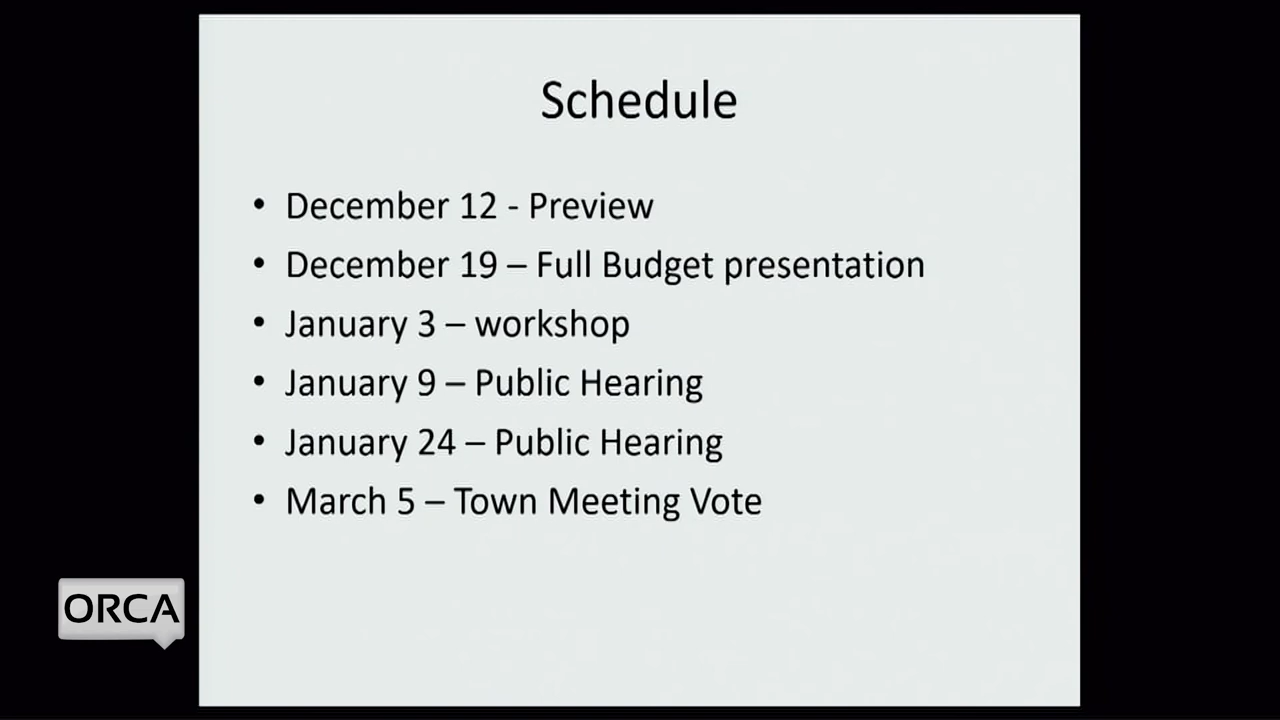 Schedule
• December 12 - Preview
• December 19 – Full Budget presentation
• January 3 – workshop
• January 9 – Public Hearing
• January 24 – Public Hearing
• March 5 – Town Meeting Vote
ORCA